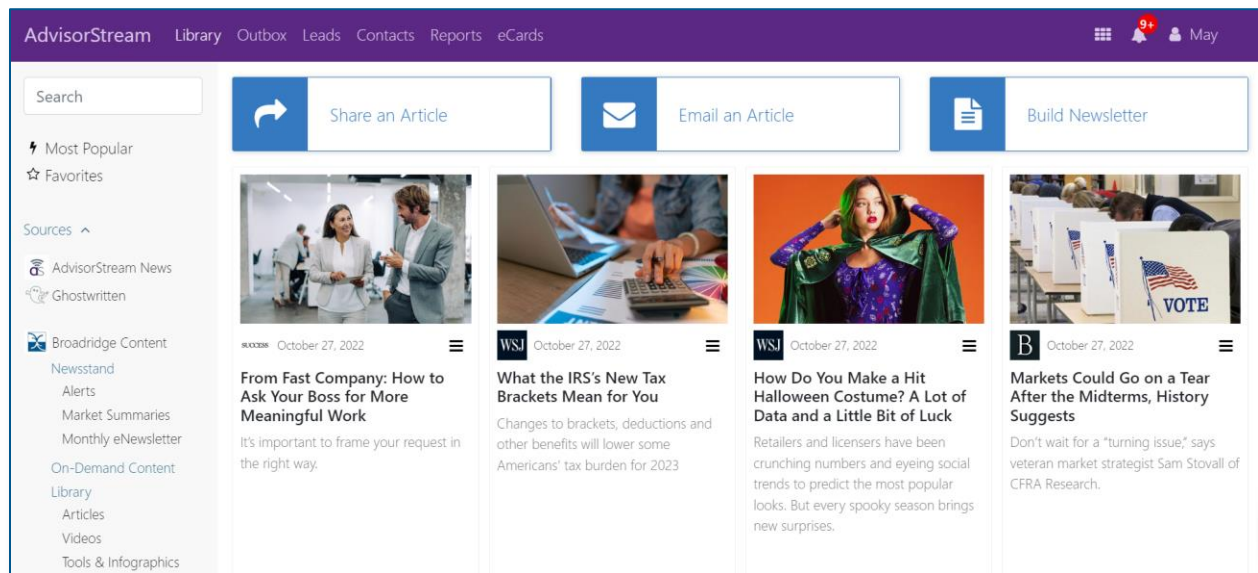 AdvisorStream Library Outbox Leads Contacts Reports eCards 9+ May
Search
Most Popular
Favorites
Sources
AdvisorStream News
Ghostwritten
Broadridge Content
Newsstand
Alerts
Market Summaries
Monthly eNewsletter
On-Demand Content
Library
Articles
Videos
Tools & Infographics
Share an Article
Email an Article
Build Newsletter
SUCCESS October 27, 2022
From Fast Company: How to
Ask Your Boss for More
Meaningful Work
It's important to frame your request in
the right way.
WSJ October 27, 2022
What the IRS's New Tax
Brackets Mean for You
Changes to brackets, deductions and
other benefits will lower some
Americans' tax burden for 2023
WSJ October 27, 2022
How Do You Make a Hit
Halloween Costume? A Lot of
Data and a Little Bit of Luck
Retailers and licensers have been
crunching numbers and eyeing social
trends to predict the most popular
looks. But every spooky season brings
new surprises.
VOTE
B October 27, 2022
Markets Could Go on a Tear
After the Midterms, History
Suggests
Don't wait for a "turning issue," says
veteran market strategist Sam Stovall of
CFRA Research.